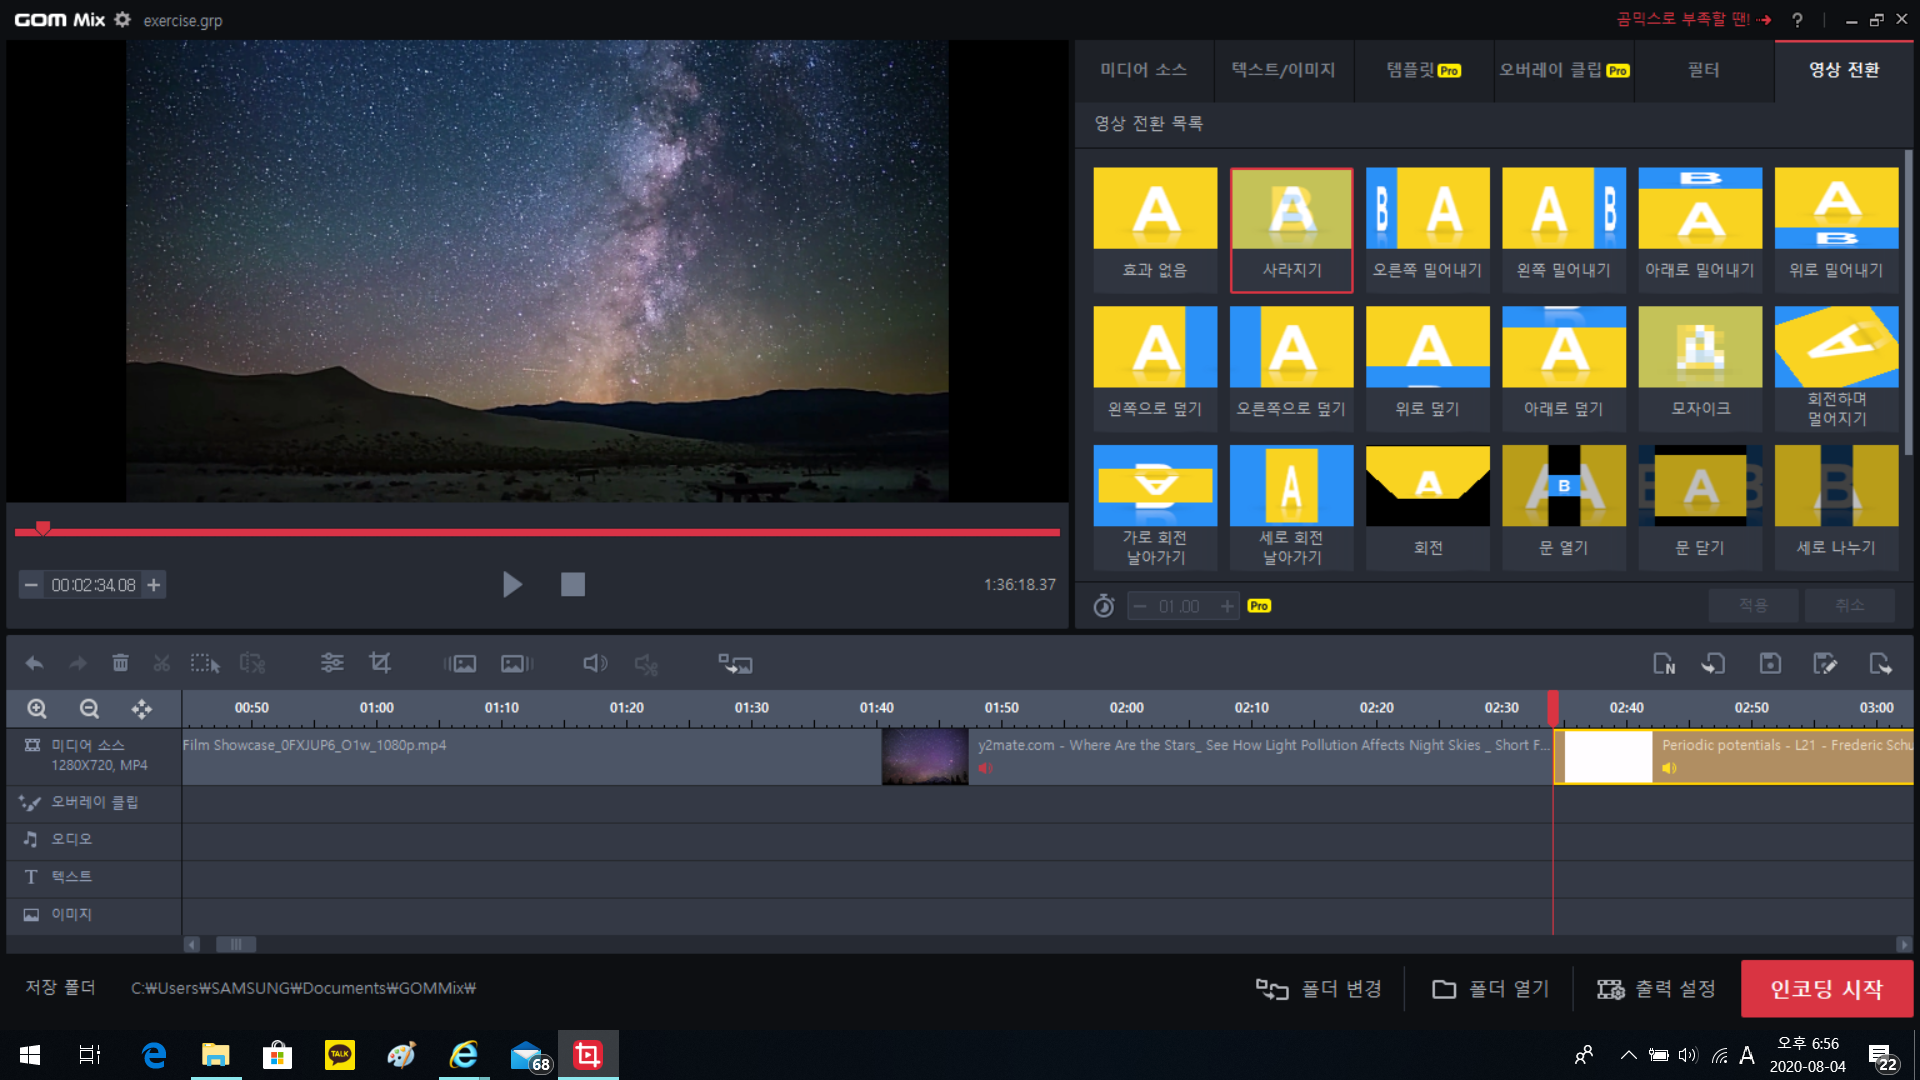 GOM Mix exercise.grp 곰믹스로 부족할 땐! ?
미디어 소스 텍스트/이미지 템플릿 Pro 오버레이 클립 Pro 필터 영상 전환
영상 전환 목록
A B B A A B B A A B
효과 없음 사라지기 오른쪽 밀어내기 왼쪽 밀어내기 아래로 밀어내기 위로 밀어내기
A A A A A
왼쪽으로 덮기 오른쪽으로 덮기 위로 덮기 아래로 덮기 모자이크 회전하며
멀어지기
A A A A B A B A B
가로 회전
날아가기
세로 회전
날아가기
회전 문 열기 문 닫기 세로 나누기
00:02:34.08 1:36:18.37
01.00 Pro 적용 취소
N
00:50 01:00 01:10 01:20 01:30 01:40 01:50 02:00 02:10 02:20 02:30 02:40 02:50 03:00
미디어 소스
1280X720, MP4
Film Showcase_0FXJUP6_O1w_1080p.mp4 y2mate.com - Where Are the Stars_ See How Light Pollution Affects Night Skies _ Short F... Periodic potentials - L21 - Frederic Schu
오버레이 클립
오디오
T 텍스트
이미지
저장 폴더 C:₩Users₩SAMSUNG₩Documents₩GOMMix₩ 폴더 변경 폴더 열기 출력 설정 인코딩 시작
TALK 68 A 오후 6:56
2020-08-04
22